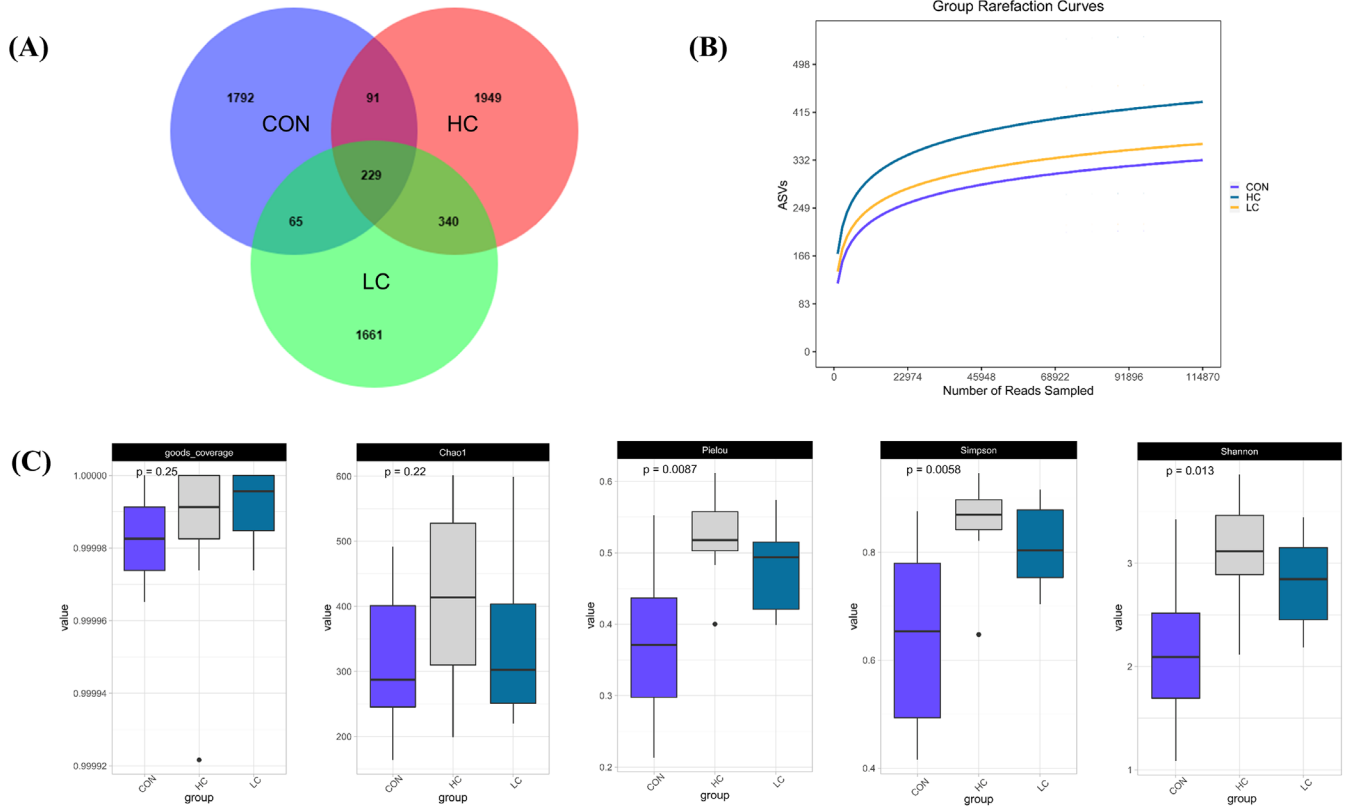 (A)
1792
CON
91
1949
HC
229
65
340
LC
1661
(B)
Group Rarefaction Curves
ASVs
498
415
332
249
166
83
0
0 22974 45948 68922 91896 114870
Number of Reads Sampled
CON
HC
LC
(C)
goods_coverage
p = 0.25
value
1.00000
0.99998
0.99996
0.99994
0.99992
CON HC LC
group
Chao1
p = 0.22
value
600
500
400
300
200
CON HC LC
group
Pielou
p = 0.0087
value
0.6
0.5
0.4
0.3
0.2
CON HC LC
group
Simpson
p = 0.0058
value
0.8
0.6
0.4
CON HC LC
group
Shannon
p = 0.013
value
3
2
1
CON HC LC
group